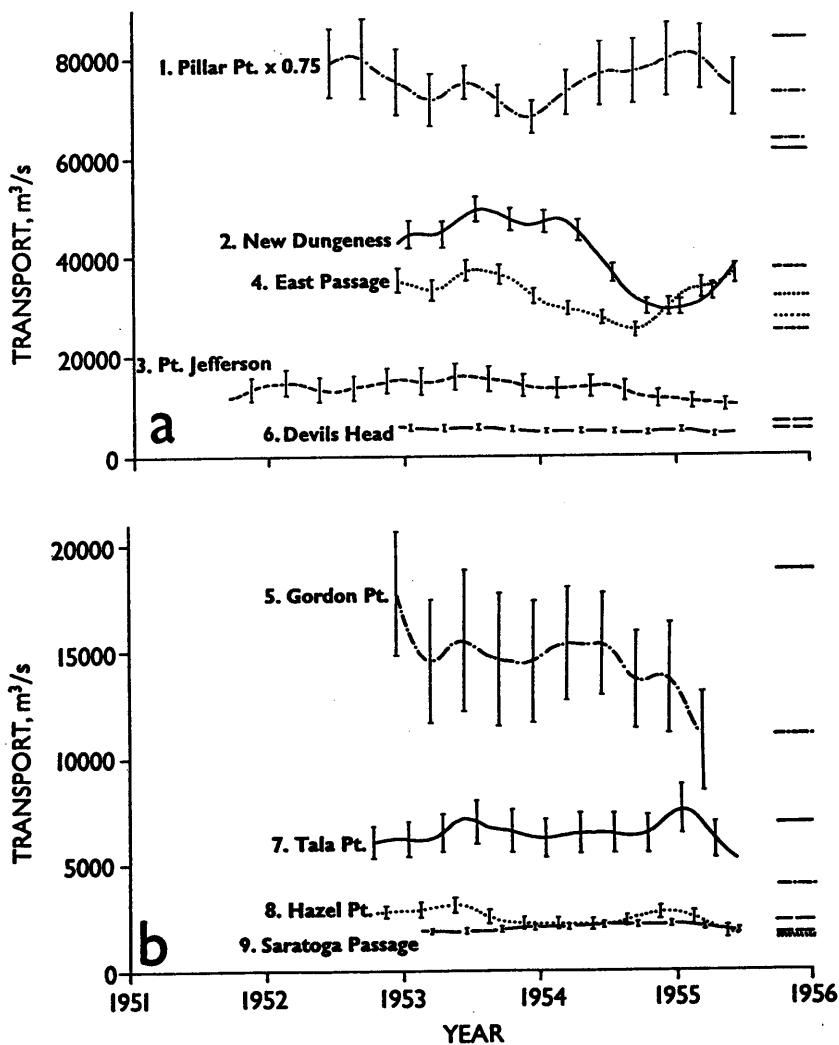 80000
60000
40000
20000
0
TRANSPORT, m³/s
1. Pillar Pt. x 0.75
2. New Dungeness
4. East Passage
3. Pt. Jefferson
6. Devils Head
a
20000
15000
10000
5000
0
TRANSPORT, m³/s
5. Gordon Pt.
7. Tala Pt.
8. Hazel Pt.
9. Saratoga Passage
b
1951 1952 1953 1954 1955 1956
YEAR